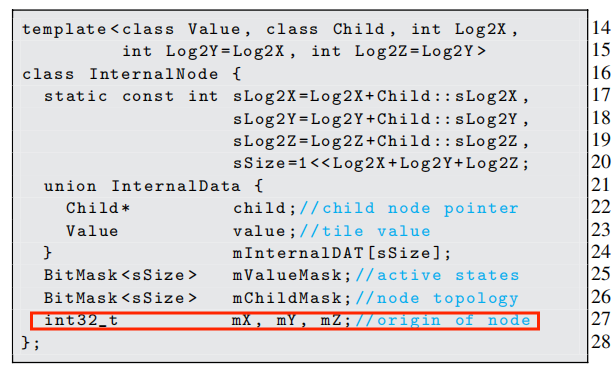 template<class Value, class Child, int Log2X, 14
int Log2Y=Log2X, int Log2Z=Log2Y> 15
class InternalNode { 16
static const int sLog2X=Log2X+Child::sLog2X, 17
sLog2Y=Log2Y+Child::sLog2Y, 18
sLog2Z=Log2Z+Child::sLog2Z, 19
sSize=1<<Log2X+Log2Y+Log2Z; 20
union InternalData { 21
Child* child;//child node pointer 22
Value value;//tile value 23
} mInternalDAT[sSize]; 24
BitMask<sSize> mValueMask;//active states 25
BitMask<sSize> mChildMask;//node topology 26
int32_t mX, mY, mZ;//origin of node 27
}; 28